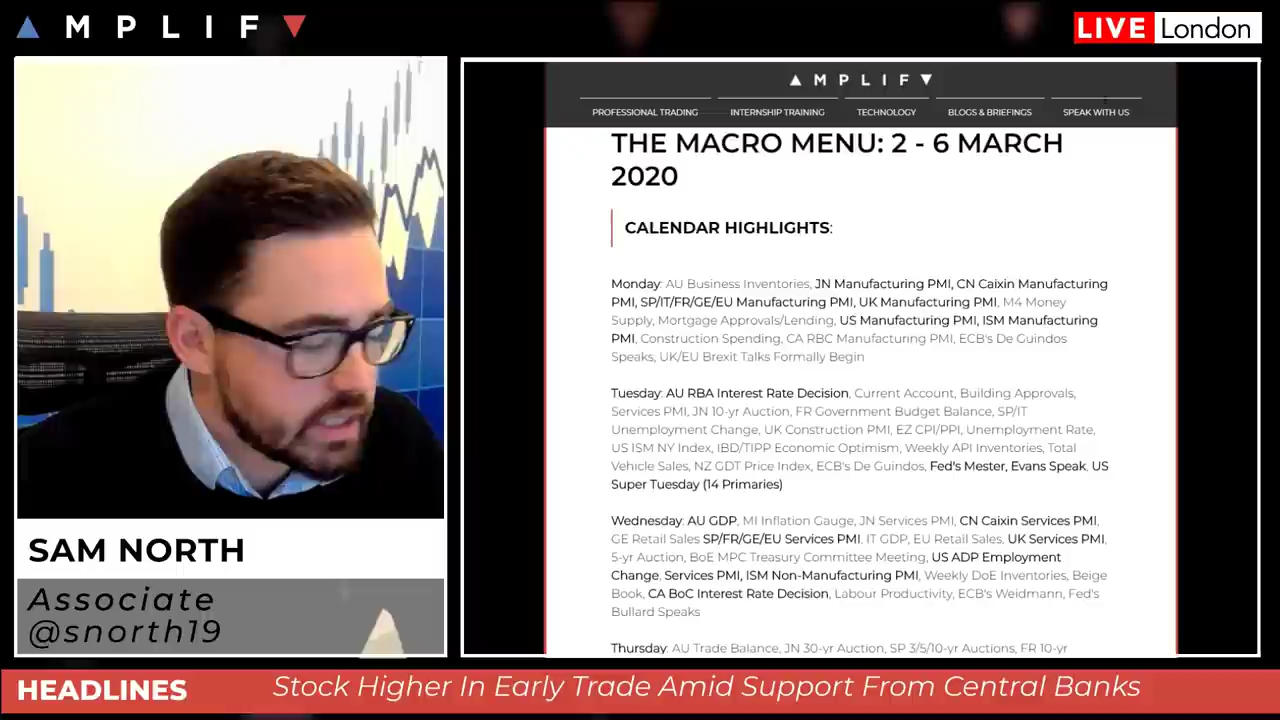 AMPLIFY
LIVE London
AMPLIFY
PROFESSIONAL TRADING
INTERNSHIP TRAINING
TECHNOLOGY
BLOGS & BRIEFINGS
SPEAK WITH US
THE MACRO MENU: 2 - 6 MARCH
2020
CALENDAR HIGHLIGHTS:
Monday: AU Business Inventories, JN Manufacturing PMI, CN Caixin Manufacturing
PMI, SP/IT/FR/GE/EU Manufacturing PMI, UK Manufacturing PMI, M4 Money
Supply, Mortgage Approvals/Lending, US Manufacturing PMI, ISM Manufacturing
PMI, Construction Spending, CA RBC Manufacturing PMI, ECB's De Guindos
Speaks, UK/EU Brexit Talks Formally Begin
Tuesday: AU RBA Interest Rate Decision, Current Account, Building Approvals,
Services PMI, JN 10-yr Auction, FR Government Budget Balance, SP/IT
Unemployment Change, UK Construction PMI, EZ CPI/PPI, Unemployment Rate,
US ISM NY Index, IBD/TIPP Economic Optimism, Weekly API Inventories, Total
Vehicle Sales, NZ GDT Price Index, ECB's De Guindos, Fed's Mester, Evans Speak, US
Super Tuesday (14 Primaries)
Wednesday: AU GDP, MI Inflation Gauge, JN Services PMI, CN Caixin Services PMI,
GE Retail Sales SP/FR/GE/EU Services PMI, IT GDP, EU Retail Sales, UK Services PMI,
5-yr Auction, BoE MPC Treasury Committee Meeting, US ADP Employment
Change, Services PMI, ISM Non-Manufacturing PMI, Weekly DoE Inventories, Beige
Book, CA BoC Interest Rate Decision, Labour Productivity, ECB's Weidmann, Fed's
Bullard Speaks
Thursday: AU Trade Balance, JN 30-yr Auction, SP 3/5/10-yr Auctions, FR 10-yr
SAM NORTH
Associate
@snorth19
HEADLINES
Stock Higher In Early Trade Amid Support From Central Banks